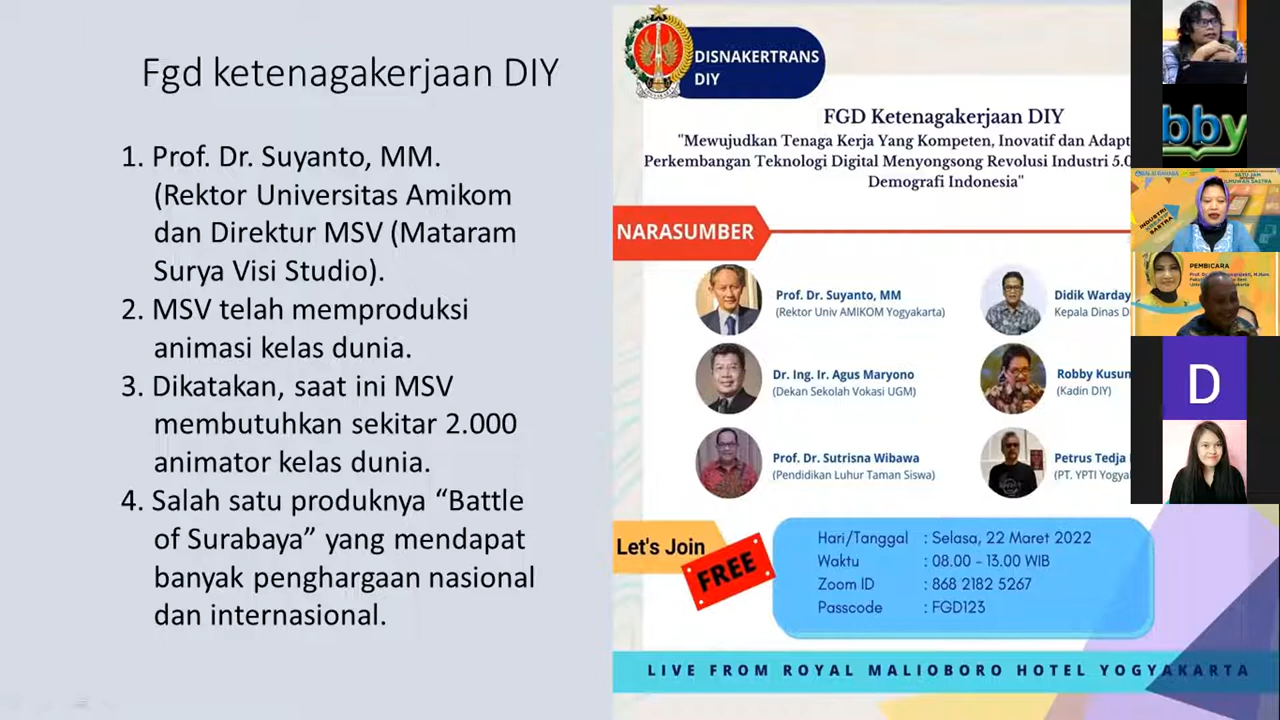 Fgd ketenagakerjaan DIY
1. Prof. Dr. Suyanto, MM.
(Rektor Universitas Amikom
dan Direktur MSV (Mataram
Surya Visi Studio).
2. MSV telah memproduksi
animasi kelas dunia.
3. Dikatakan, saat ini MSV
membutuhkan sekitar 2.000
animator kelas dunia.
4. Salah satu produknya “Battle
of Surabaya” yang mendapat
banyak penghargaan nasional
dan internasional.
DISNAKERTRANS
DIY
FGD Ketenagakerjaan DIY
"Mewujudkan Tenaga Kerja Yang Kompeten, Inovatif dan Adapt
Perkembangan Teknologi Digital Menyongsong Revolusi Industri 5.0
Demografi Indonesia"
NARASUMBER
Prof. Dr. Suyanto, MM
(Rektor Univ AMIKOM Yogyakarta)
Didik Warday
Kepala Dinas D
Dr. Ing. Ir. Agus Maryono
(Dekan Sekolah Vokasi UGM)
Robby Kusun
(Kadin DIY)
Prof. Dr. Sutrisna Wibawa
(Pendidikan Luhur Taman Siswa)
Petrus Tedja
(PT. YPTI Yogya
Let's Join
FREE
Hari/Tanggal : Selasa, 22 Maret 2022
Waktu : 08.00 - 13.00 WIB
Zoom ID : 868 2182 5267
Passcode : FGD123
LIVE FROM ROYAL MALIOBORO HOTEL YOGYAKARTA
bby
SATU JAM
INDUSTRI
SASTRA
PEMBICARA
D